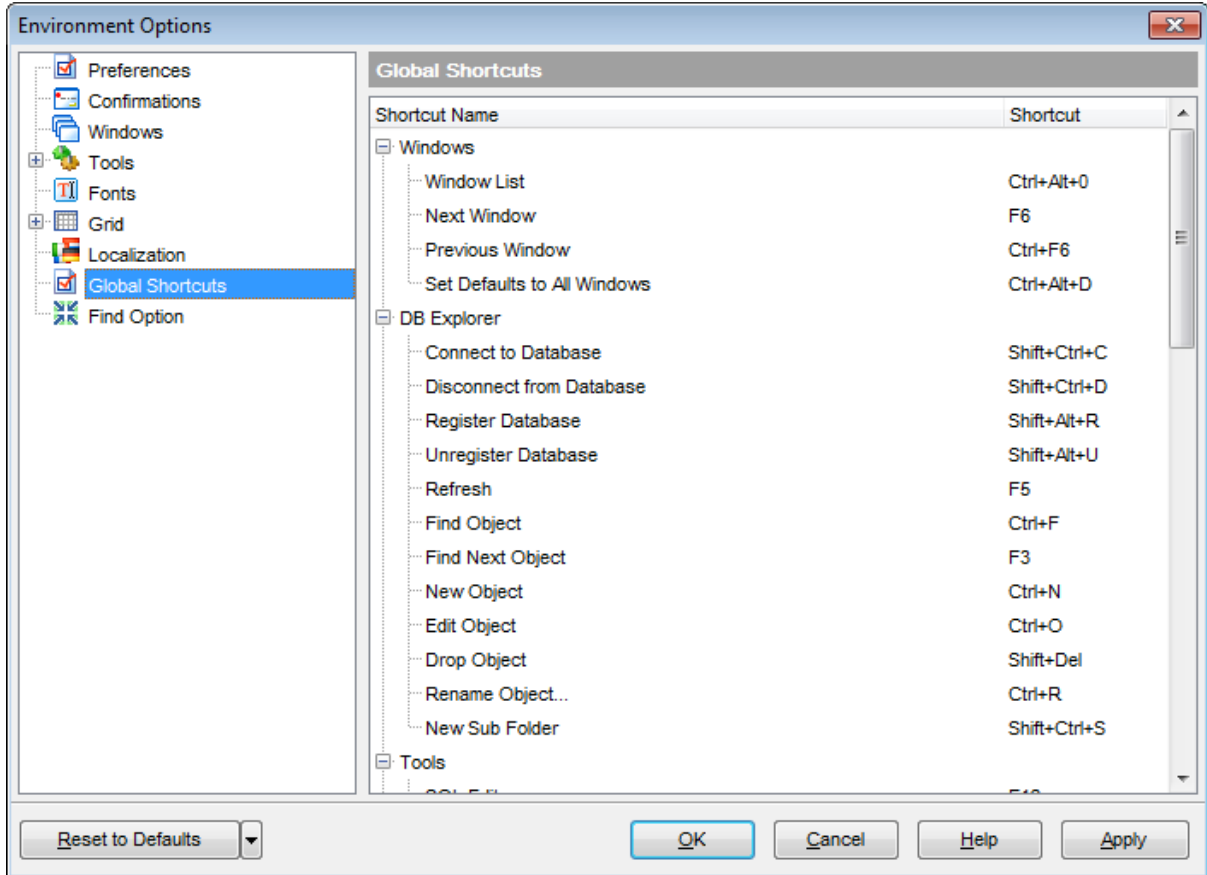 Environment Options
Preferences
Confirmations
Windows
Tools
Fonts
Grid
Localization
Global Shortcuts
Find Option
Global Shortcuts
Shortcut Name Shortcut
Windows
Window List Ctrl+Alt+0
Next Window F6
Previous Window Ctrl+F6
Set Defaults to All Windows Ctrl+Alt+D
DB Explorer
Connect to Database Shift+Ctrl+C
Disconnect from Database Shift+Ctrl+D
Register Database Shift+Alt+R
Unregister Database Shift+Alt+U
Refresh F5
Find Object Ctrl+F
Find Next Object F3
New Object Ctrl+N
Edit Object Ctrl+O
Drop Object Shift+Del
Rename Object... Ctrl+R
New Sub Folder Shift+Ctrl+S
Tools
Reset to Defaults OK Cancel Help Apply